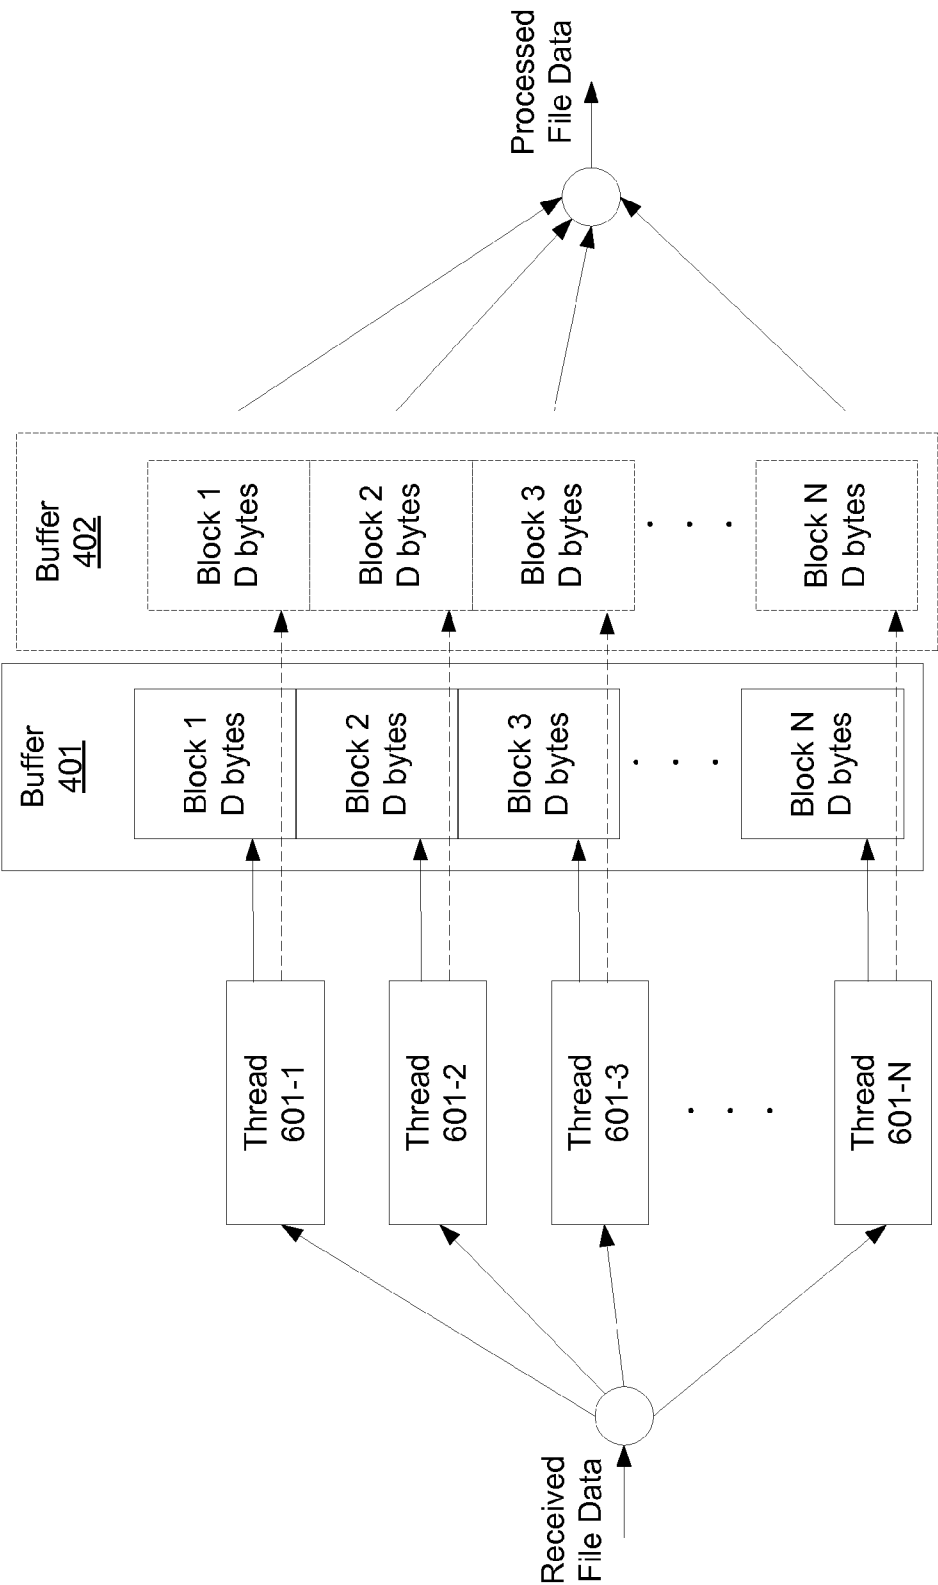 Received
File Data
Thread
601-1
Thread
601-2
Thread
601-3
. . .
Thread
601-N
Buffer
401
Block 1
D bytes
Block 2
D bytes
Block 3
D bytes
. . .
Block N
D bytes
Buffer
402
Block 1
D bytes
Block 2
D bytes
Block 3
D bytes
. . .
Block N
D bytes
Processed
File Data